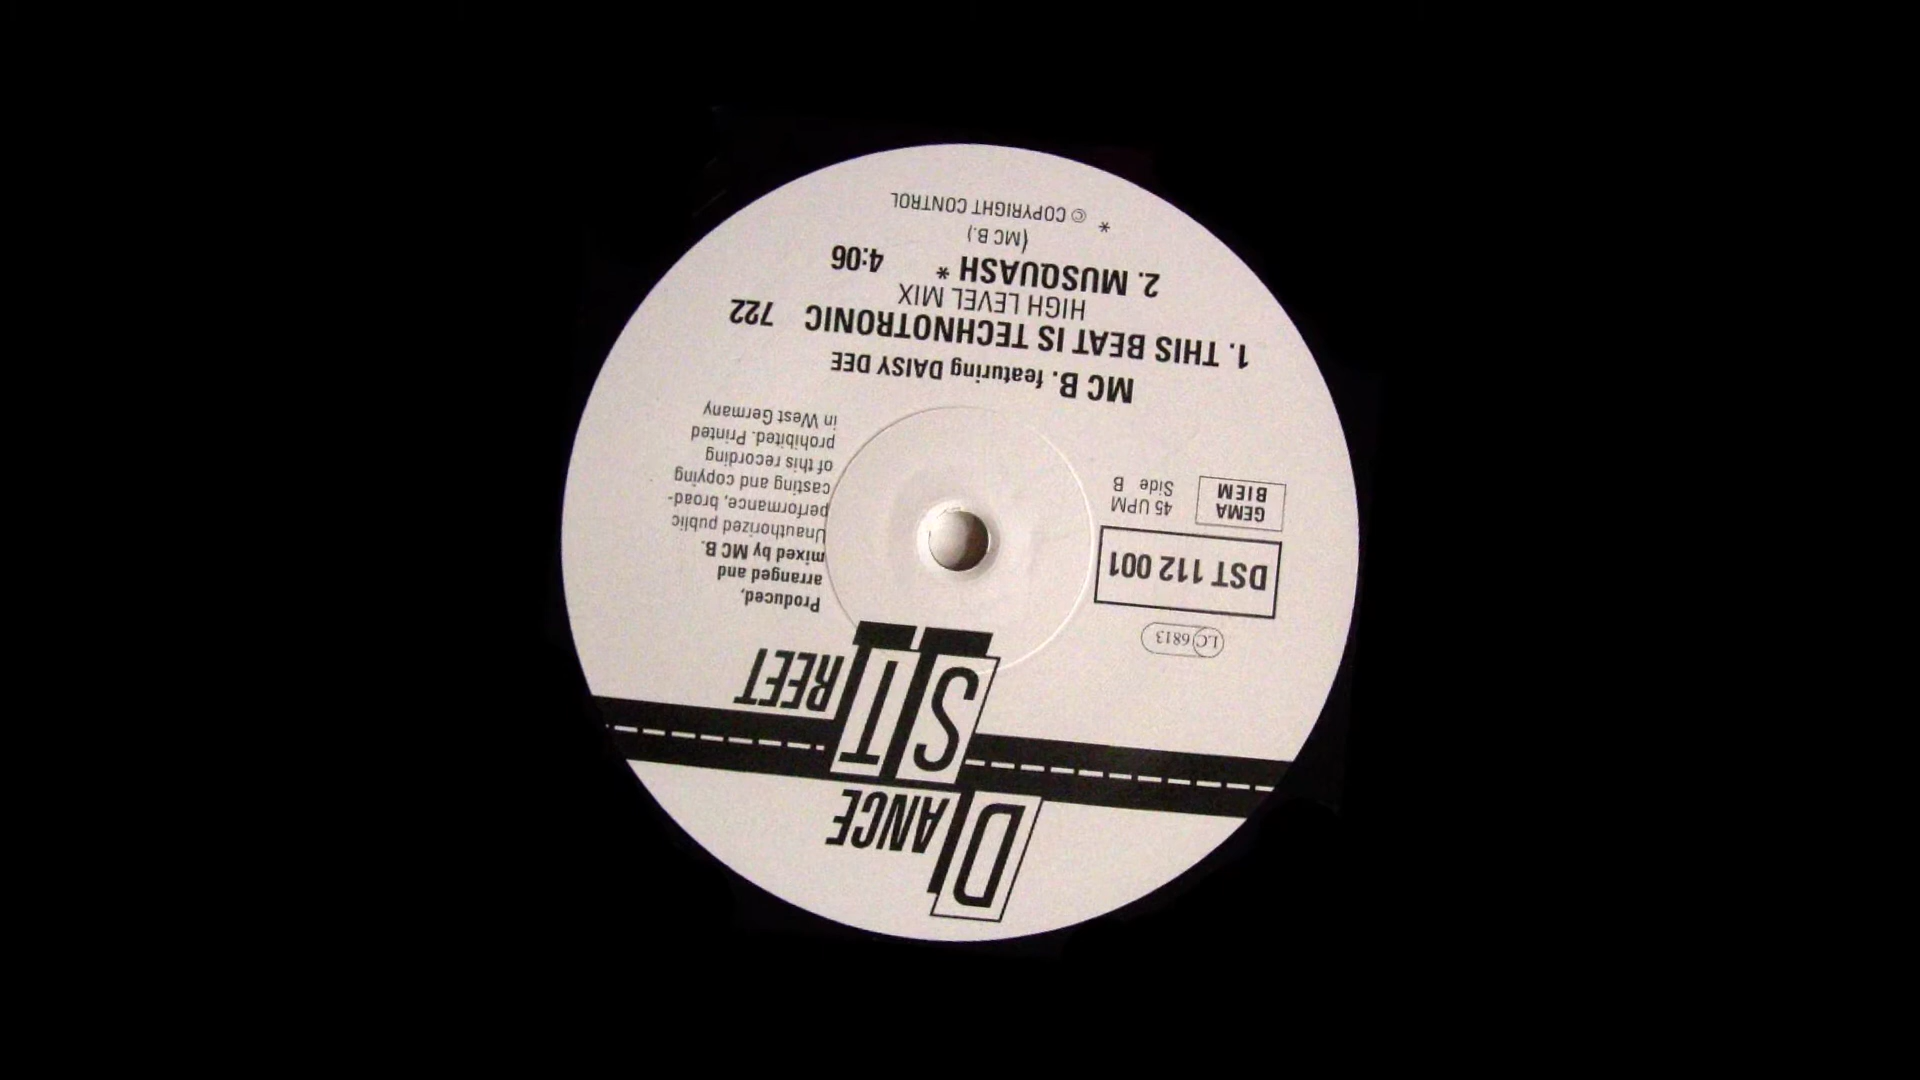 DANCE
STREET
LC 6813
DST 112 001
GEMA
BIEM
45 UPM
Side B
Produced,
arranged and
mixed by MC B.
Unauthorized public
performance, broad-
casting and copying
of this recording
prohibited. Printed
in West Germany
MC B. featuring DAISY DEE
1. THIS BEAT IS TECHNOTRONIC 722
HIGH LEVEL MIX
2. MUSQUASH * 4:06
(MC B.)
* © COPYRIGHT CONTROL